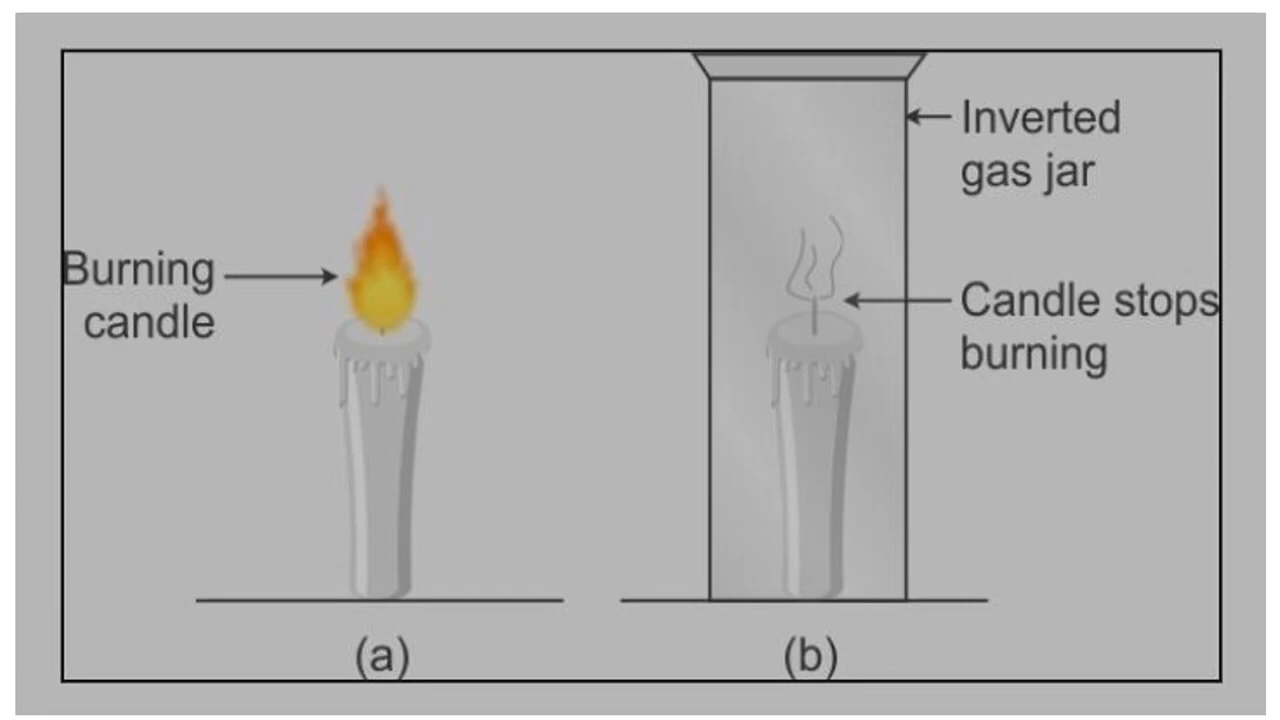 Burning
candle
Inverted
gas jar
Candle stops
burning
(a)
(b)